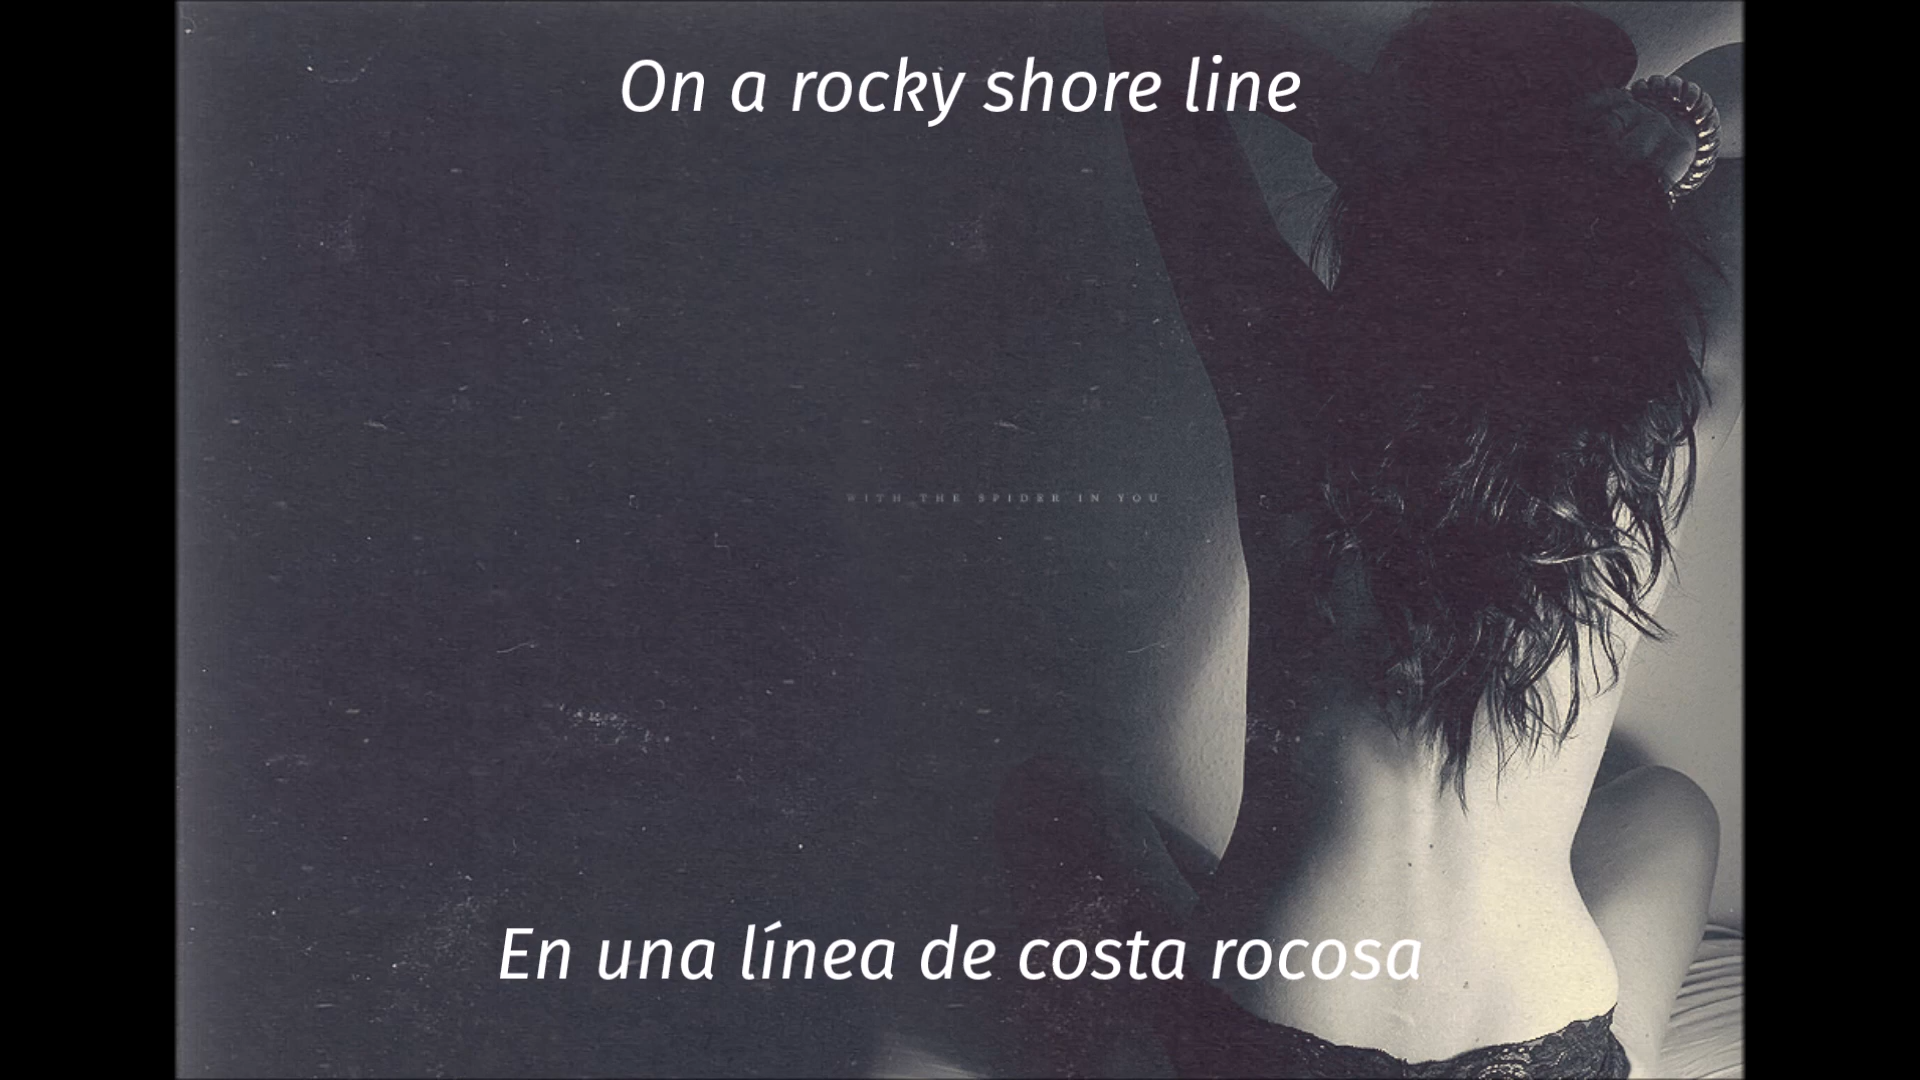 On a rocky shore line
WITH THE SPIDER IN YOU
En una línea de costa rocosa